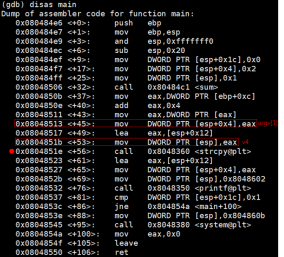 (gdb) disas main
Dump of assembler code for function main:
0x080484e6 <+0>: push ebp
0x080484e7 <+1>: mov ebp,esp
0x080484e9 <+3>: and esp,0xfffffff0
0x080484ec <+6>: sub esp,0x20
0x080484ef <+9>: mov DWORD PTR [esp+0x1c],0x0
0x080484f7 <+17>: mov DWORD PTR [esp+0x4],0x2
0x080484ff <+25>: mov DWORD PTR [esp],0x1
0x08048506 <+32>: call 0x80484c1 <sum>
0x0804850b <+37>: mov eax,DWORD PTR [ebp+0xc]
0x0804850e <+40>: add eax,0x4
0x08048511 <+43>: mov eax,DWORD PTR [eax]
0x08048513 <+45>: mov DWORD PTR [esp+0x4],eax
0x08048517 <+49>: lea eax,[esp+0x12]
0x0804851b <+53>: mov DWORD PTR [esp],eax
0x0804851e <+56>: call 0x8048360 <strcpy@plt>
0x08048523 <+61>: lea eax,[esp+0x12]
0x08048527 <+65>: mov DWORD PTR [esp+0x4],eax
0x0804852b <+69>: mov DWORD PTR [esp],0x8048602
0x08048532 <+76>: call 0x8048350 <printf@plt>
0x08048537 <+81>: cmp DWORD PTR [esp+0x1c],0x1
0x0804853c <+86>: jne 0x804854a <main+100>
0x0804853e <+88>: mov DWORD PTR [esp],0x804860b
0x08048545 <+95>: call 0x8048380 <system@plt>
0x0804854a <+100>: mov eax,0x0
0x0804854f <+105>: leave
0x08048550 <+106>: ret